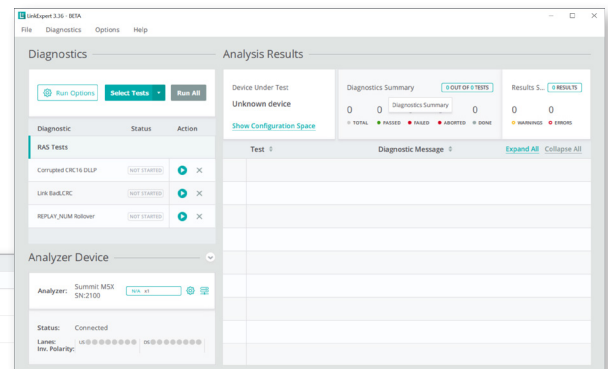 LinkExpert 3.36 - BETA
File Diagnostics Options Help
Diagnostics
Run Options
Select Tests
Run All
Diagnostic Status Action
RAS Tests
Corrupted CRC16 DLLP NOT STARTED
Link BadLCRC NOT STARTED
REPLAY_NUM Rollover NOT STARTED
Analyzer Device
Analyzer: Summit M5X
SN:2100
N/A x1
Status: Connected
Lanes: US DS
Inv. Polarity:
Analysis Results
Device Under Test
Unknown device
Show Configuration Space
Diagnostics Summary 0 OUT OF 0 TESTS
0 0 0
Diagnostics Summary
TOTAL PASSED FAILED ABORTED DONE
Results S... 0 RESULTS
0 0
WARNINGS ERRORS
Test Diagnostic Message Expand All Collapse All